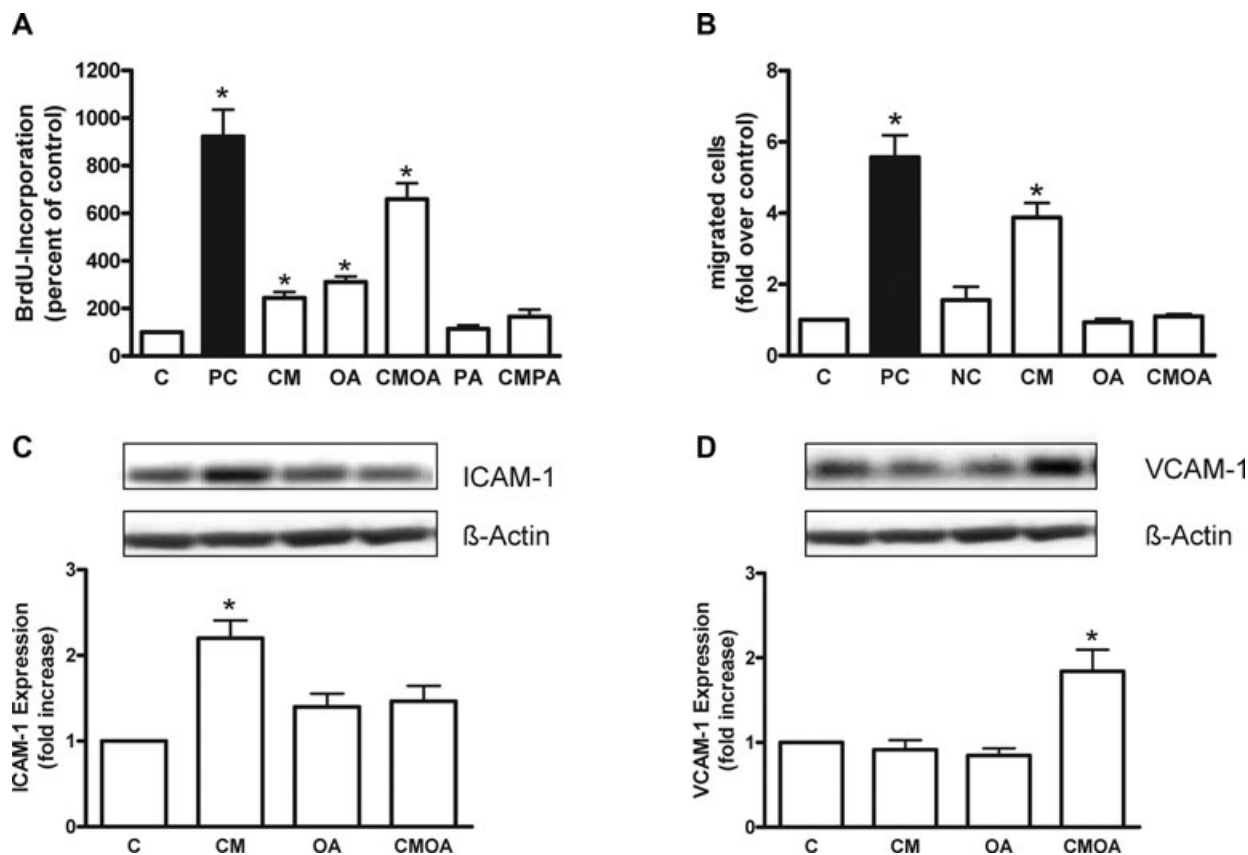 A
BrdU-Incorporation
(percent of control)
1200
1000
800
600
400
200
0
*
*
*
*
C PC CM OA CMOA PA CMPA
B
migrated cells
(fold over control)
8
6
4
2
0
*
*
C PC NC CM OA CMOA
C
ICAM-1
ß-Actin
ICAM-1 Expression
(fold increase)
3
2
1
0
*
C CM OA CMOA
D
VCAM-1
ß-Actin
VCAM-1 Expression
(fold increase)
3
2
1
0
*
C CM OA CMOA